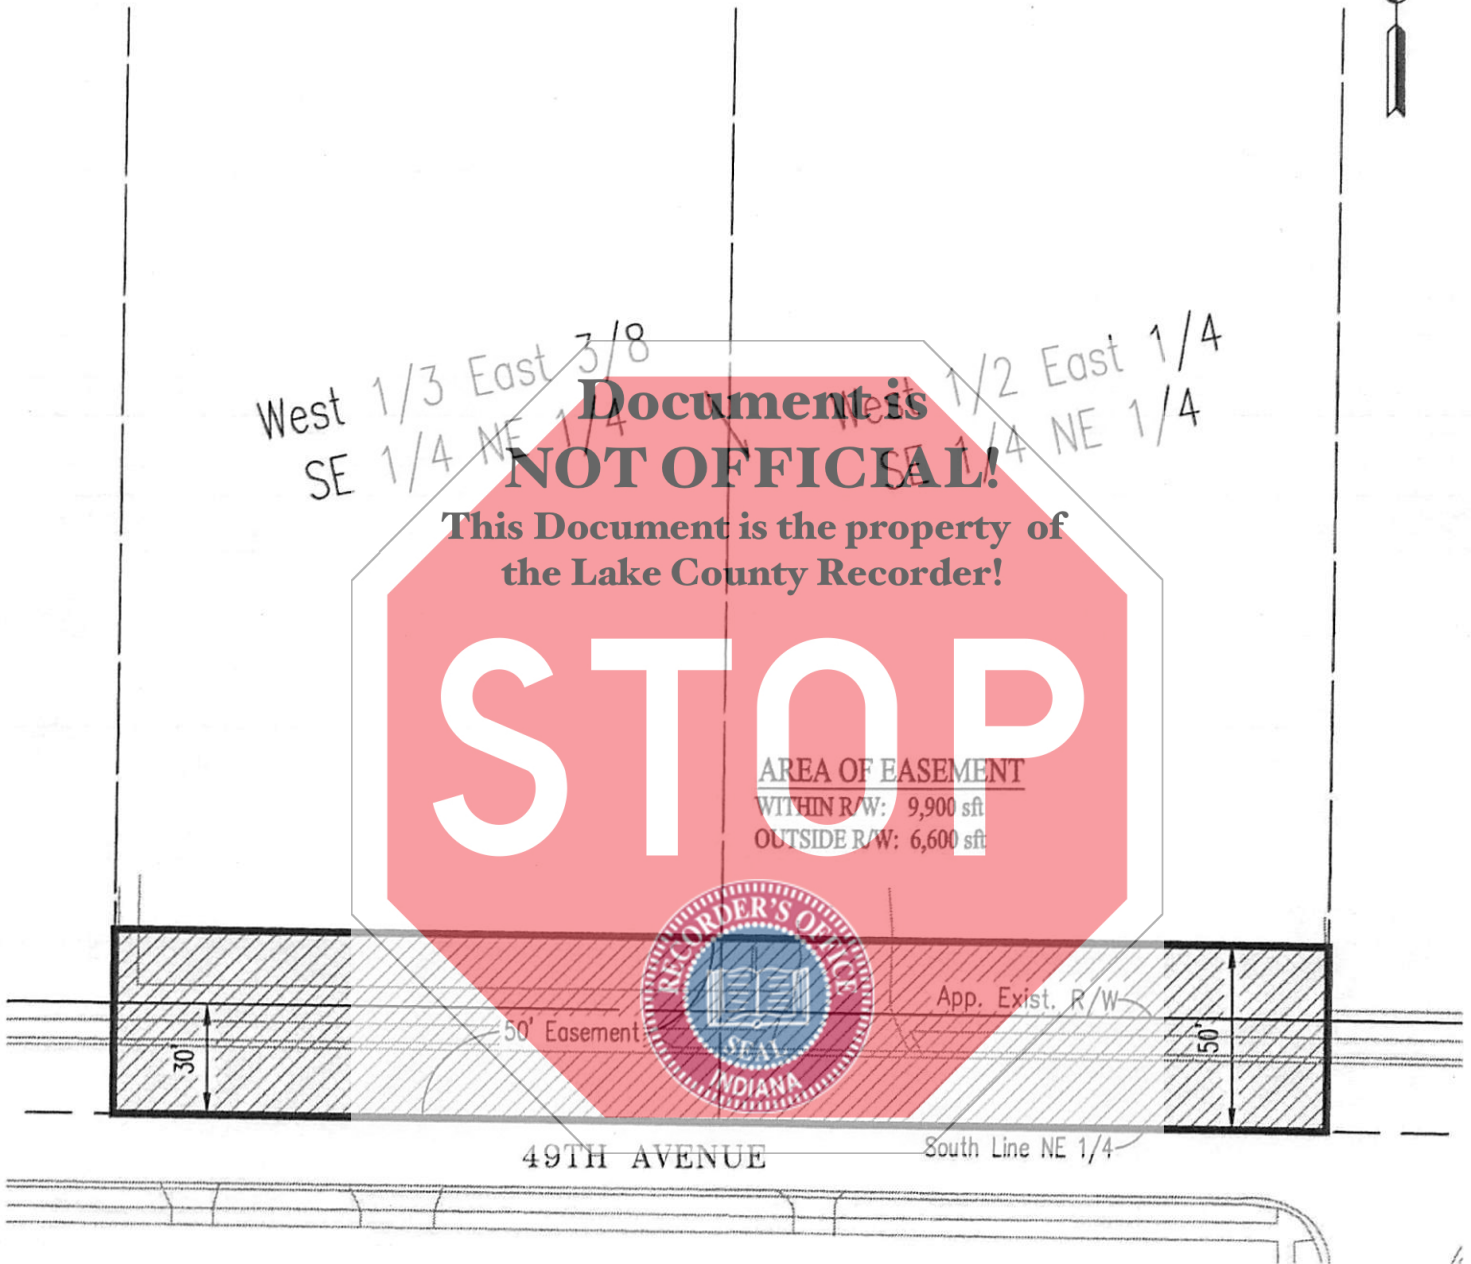 West 1/3 East 3/8
SE 1/4 NE 1/4
West 1/2 East 1/4
SE 1/4 NE 1/4
Document is
NOT OFFICIAL!
This Document is the property of
the Lake County Recorder!
STOP
AREA OF EASEMENT
WITHIN R/W: 9,900 sft
OUTSIDE R/W: 6,600 sft
RECORDER'S OFFICE
SEAL
INDIANA
App. Exist. R/W
50' Easement
30'
50'
49TH AVENUE
South Line NE 1/4